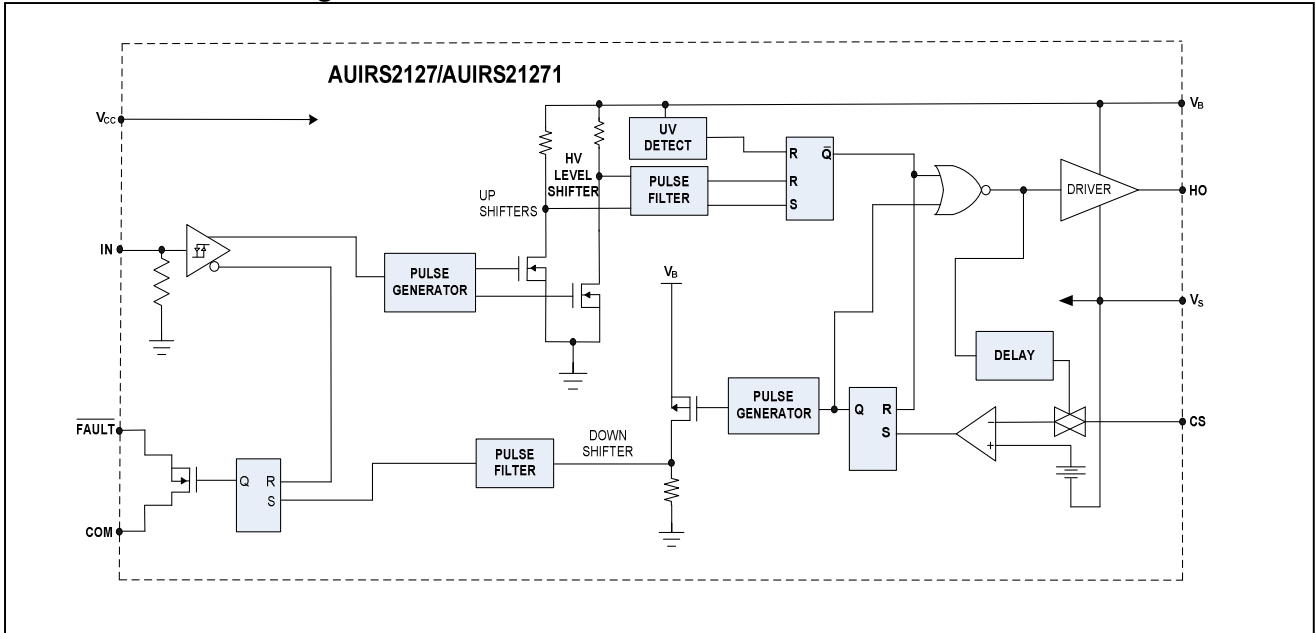 AUIRS2127/AUIRS21271
VCC
VB
UV
DETECT
R
Q̅
HV
LEVEL
SHIFTER
PULSE
FILTER
R
S
UP
SHIFTERS
DRIVER
HO
IN
PULSE
GENERATOR
VB
VS
DELAY
PULSE
GENERATOR
Q
R
S
−
+
CS
FAULT
DOWN
SHIFTER
PULSE
FILTER
Q
R
S
COM